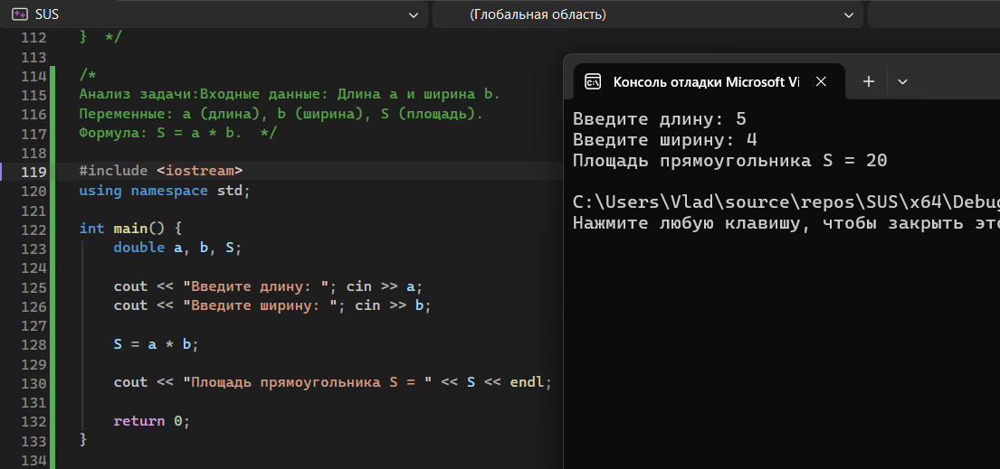 SUS
(Глобальная область)
112 } */
113
114 /*
115 Анализ задачи:Входные данные: Длина a и ширина b.
116 Переменные: a (длина), b (ширина), S (площадь).
117 Формула: S = a * b. */
118
119 #include <iostream>
120 using namespace std;
121
122 int main() {
123 double a, b, S;
124
125 cout << "Введите длину: "; cin >> a;
126 cout << "Введите ширину: "; cin >> b;
127
128 S = a * b;
129
130 cout << "Площадь прямоугольника S = " << S << endl;
131
132 return 0;
133 }
134
Консоль отладки Microsoft Vi
Введите длину: 5
Введите ширину: 4
Площадь прямоугольника S = 20
C:\Users\Vlad\source\repos\SUS\x64\Debug
Нажмите любую клавишу, чтобы закрыть это